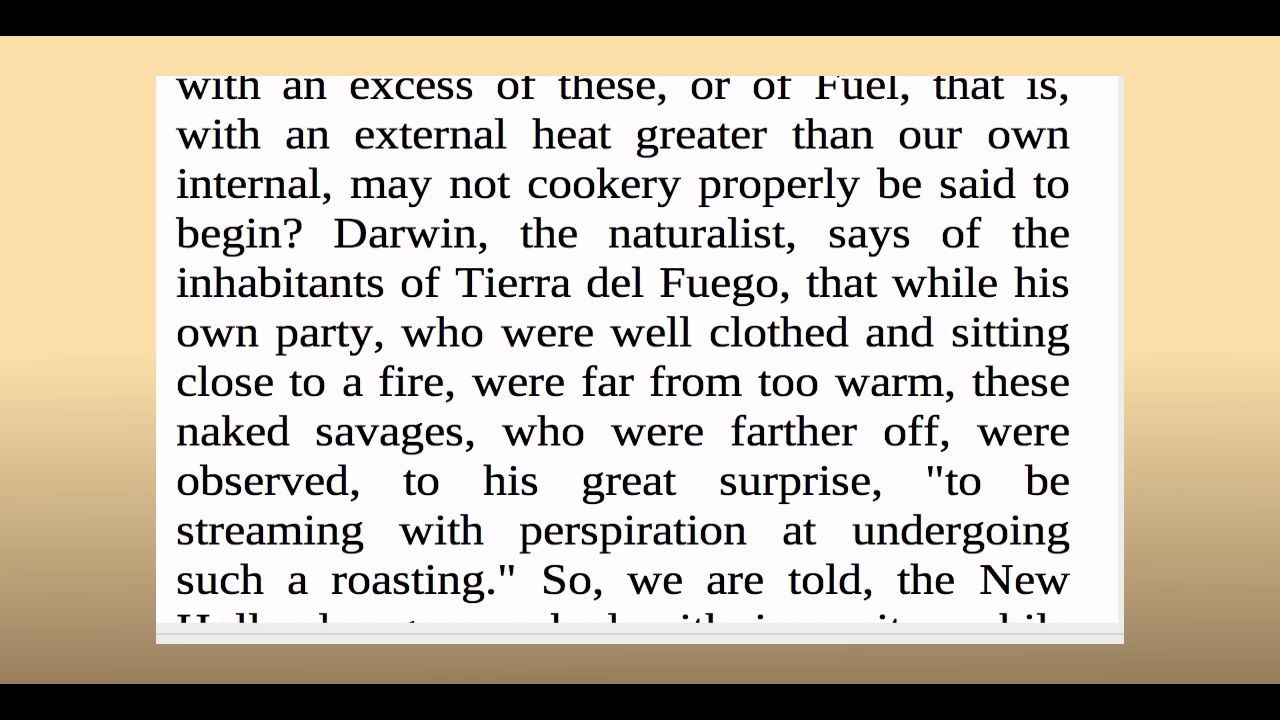 with an excess of these, or of Fuel, that is,
with an external heat greater than our own
internal, may not cookery properly be said to
begin? Darwin, the naturalist, says of the
inhabitants of Tierra del Fuego, that while his
own party, who were well clothed and sitting
close to a fire, were far from too warm, these
naked savages, who were farther off, were
observed, to his great surprise, "to be
streaming with perspiration at undergoing
such a roasting." So, we are told, the New